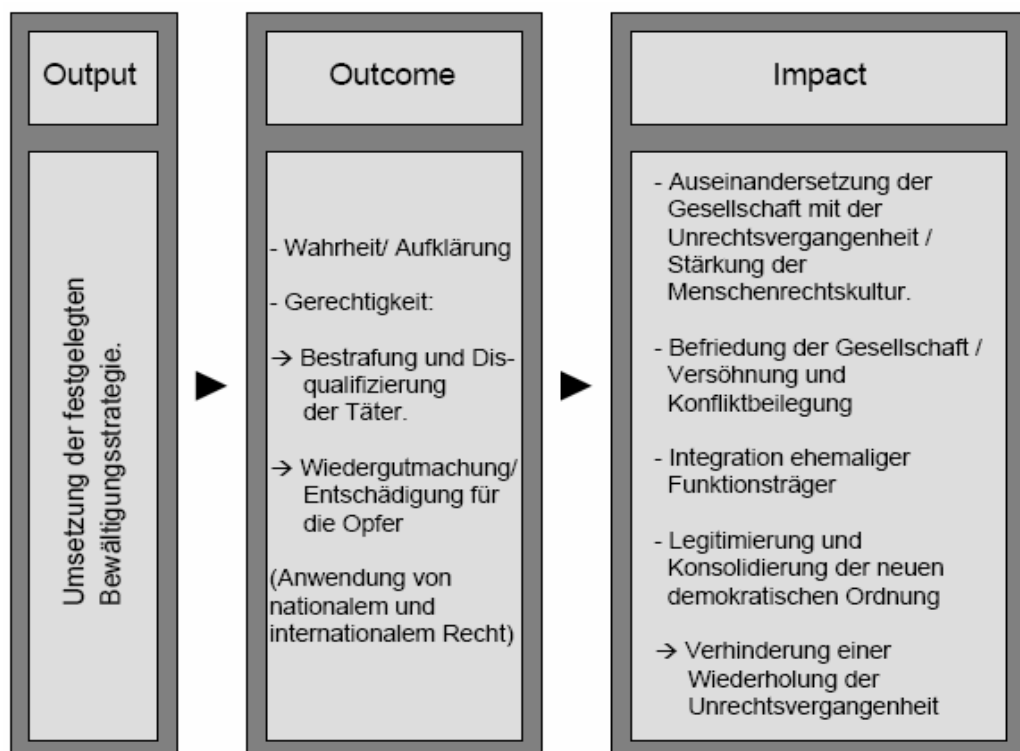 Output
Umsetzung der festgelegten
Bewältigungsstrategie.
Outcome
- Wahrheit/ Aufklärung
- Gerechtigkeit:
→ Bestrafung und Dis-
qualifizierung
der Täter.
→ Wiedergutmachung/
Entschädigung für
die Opfer
(Anwendung von
nationalem und
internationalem Recht)
Impact
- Auseinandersetzung der
Gesellschaft mit der
Unrechtsvergangenheit /
Stärkung der
Menschenrechtskultur.
- Befriedung der Gesellschaft /
Versöhnung und
Konfliktbeilegung
- Integration ehemaliger
Funktionsträger
- Legitimierung und
Konsolidierung der neuen
demokratischen Ordnung
→ Verhinderung einer
Wiederholung der
Unrechtsvergangenheit